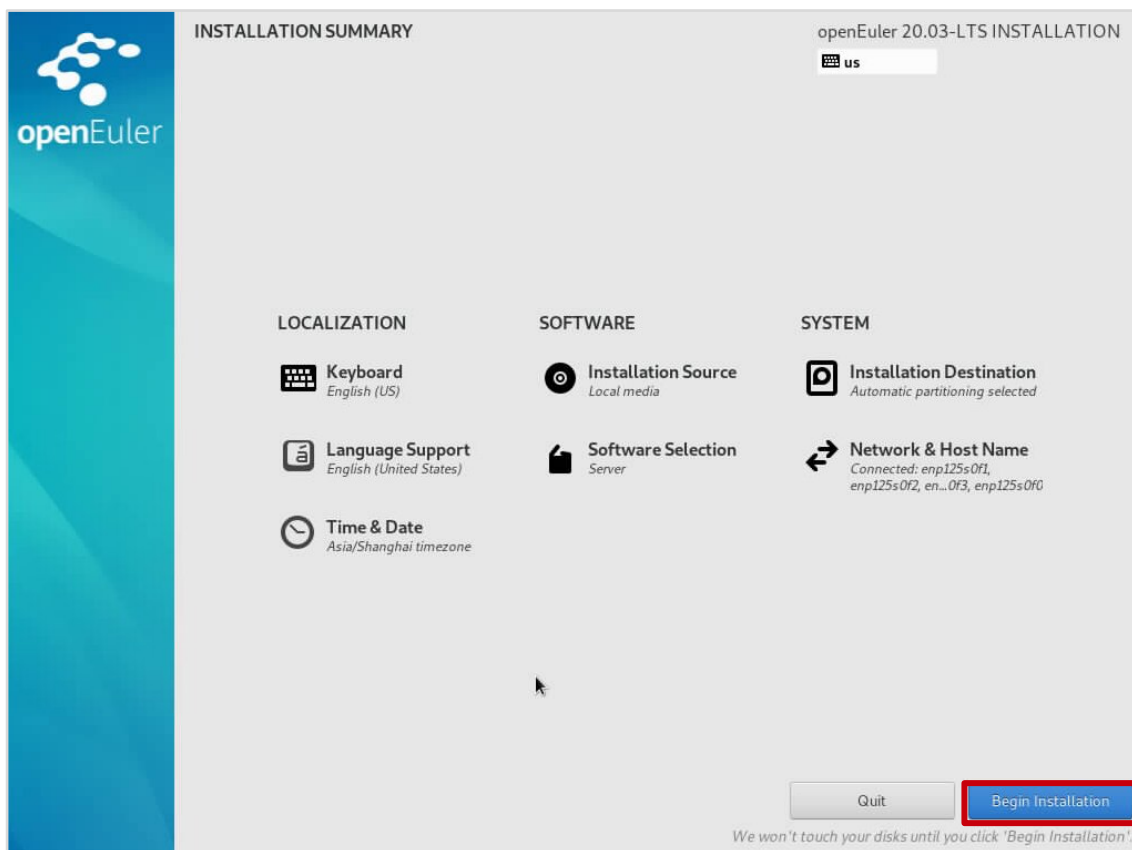 INSTALLATION SUMMARY
openEuler 20.03-LTS INSTALLATION
us
openEuler
LOCALIZATION
Keyboard
English (US)
Language Support
English (United States)
Time & Date
Asia/Shanghai timezone
SOFTWARE
Installation Source
Local media
Software Selection
Server
SYSTEM
Installation Destination
Automatic partitioning selected
Network & Host Name
Connected: enp125s0f1,
enp125s0f2, en...0f3, enp125s0f0
Quit
Begin Installation
We won't touch your disks until you click 'Begin Installation'.